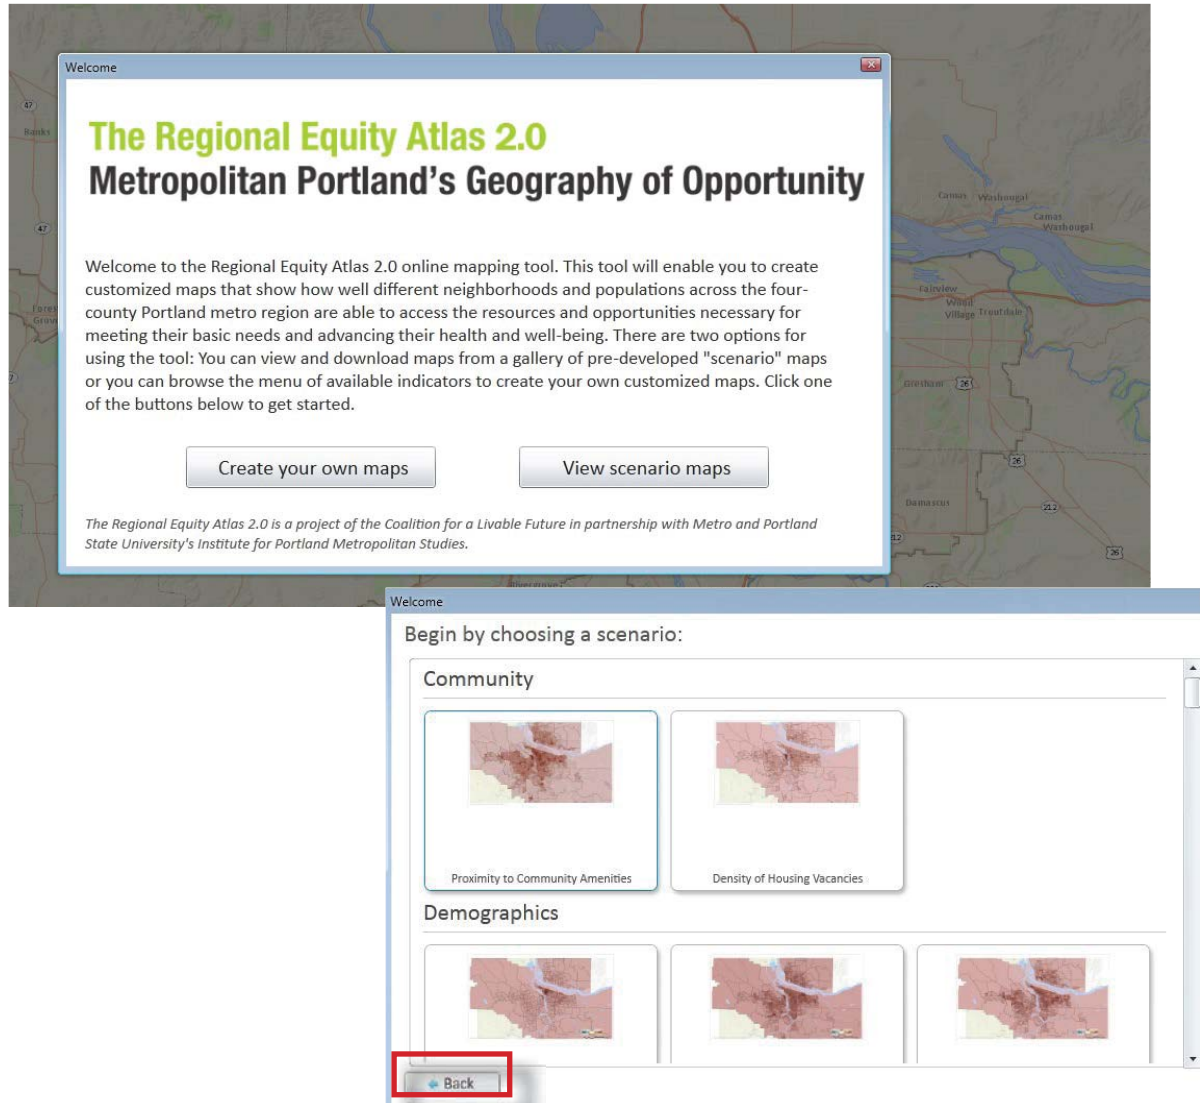 47
Banks
47
Camas
Washougal
Camas
Washougal
Fairview
Wood
Village
Troutdale
Gresham
26
26
Damascus
212
26
Welcome
The Regional Equity Atlas 2.0
Metropolitan Portland's Geography of Opportunity
Welcome to the Regional Equity Atlas 2.0 online mapping tool. This tool will enable you to create
customized maps that show how well different neighborhoods and populations across the four-
county Portland metro region are able to access the resources and opportunities necessary for
meeting their basic needs and advancing their health and well-being. There are two options for
using the tool: You can view and download maps from a gallery of pre-developed "scenario" maps
or you can browse the menu of available indicators to create your own customized maps. Click one
of the buttons below to get started.
Create your own maps
View scenario maps
The Regional Equity Atlas 2.0 is a project of the Coalition for a Livable Future in partnership with Metro and Portland
State University's Institute for Portland Metropolitan Studies.
Welcome
Begin by choosing a scenario:
Community
Proximity to Community Amenities
Density of Housing Vacancies
Demographics
Back